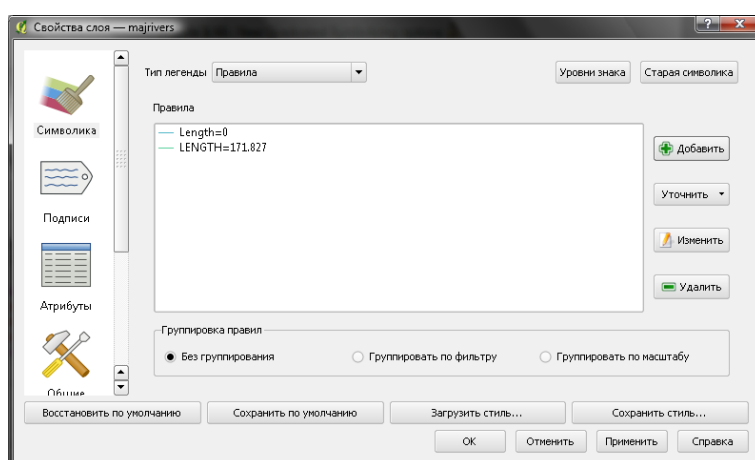 Свойства слоя — majrivers
Тип легенды Правила Уровни знака Старая символика
Правила
Length=0
LENGTH=171.827
Символика
Подписи
Атрибуты
Общие
Добавить
Уточнить
Изменить
Удалить
Группировка правил
Без группирования Группировать по фильтру Группировать по масштабу
Восстановить по умолчанию Сохранить по умолчанию Загрузить стиль... Сохранить стиль...
OK Отменить Применить Справка